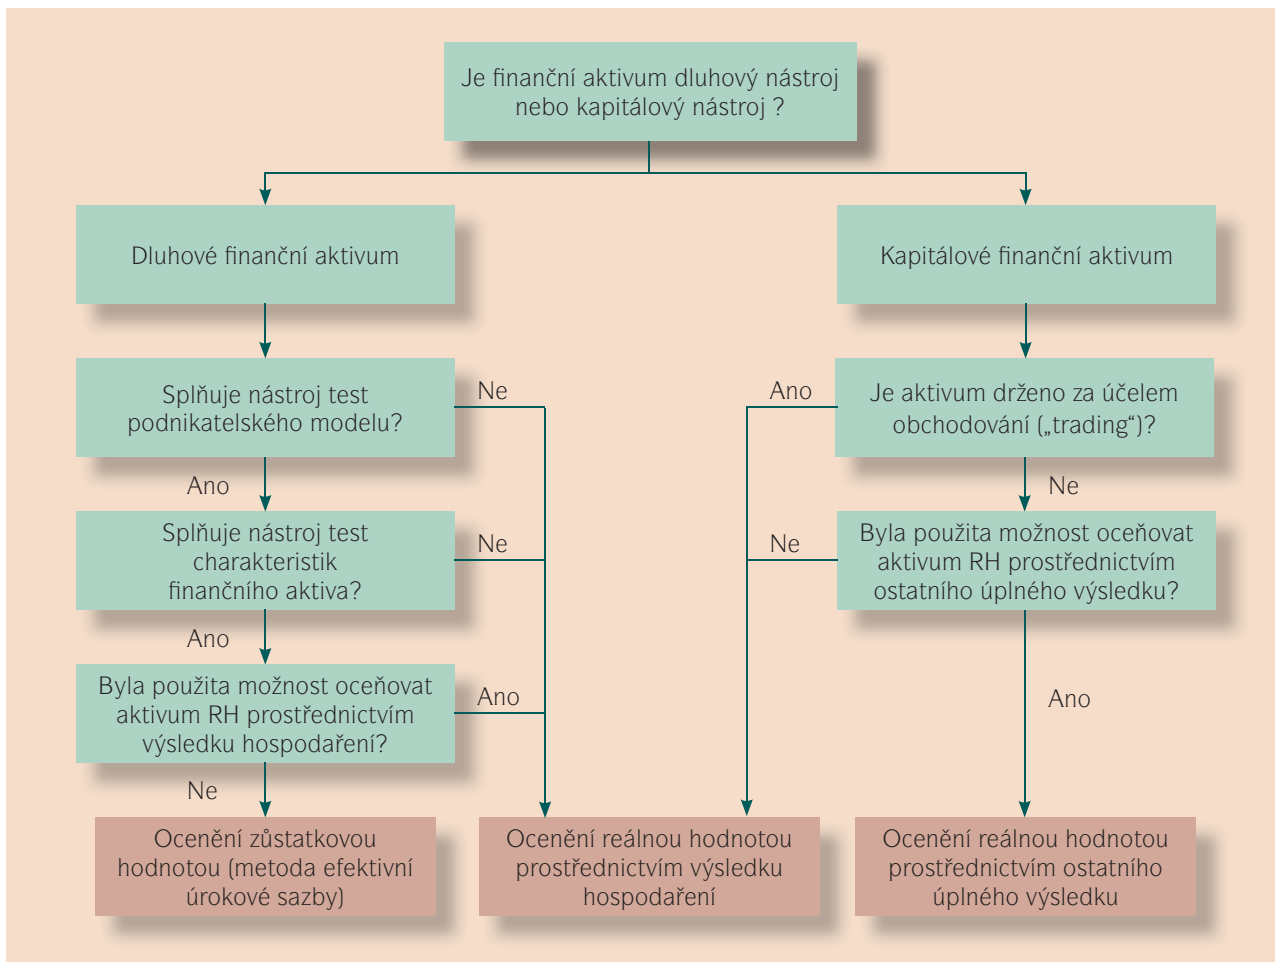 Je finanční aktivum dluhový nástroj
nebo kapitálový nástroj ?
Dluhové finanční aktivum
Kapitálové finanční aktivum
Splňuje nástroj test
podnikatelského modelu?
Ne
Ano
Je aktivum drženo za účelem
obchodování („trading“)?
Ano
Ne
Splňuje nástroj test
charakteristik
finančního aktiva?
Ne
Ne
Byla použita možnost oceňovat
aktivum RH prostřednictvím
ostatního úplného výsledku?
Ano
Byla použita možnost oceňovat
aktivum RH prostřednictvím
výsledku hospodaření?
Ano
Ano
Ne
Ocenění zůstatkovou
hodnotou (metoda efektivní
úrokové sazby)
Ocenění reálnou hodnotou
prostřednictvím výsledku
hospodaření
Ocenění reálnou hodnotou
prostřednictvím ostatního
úplného výsledku